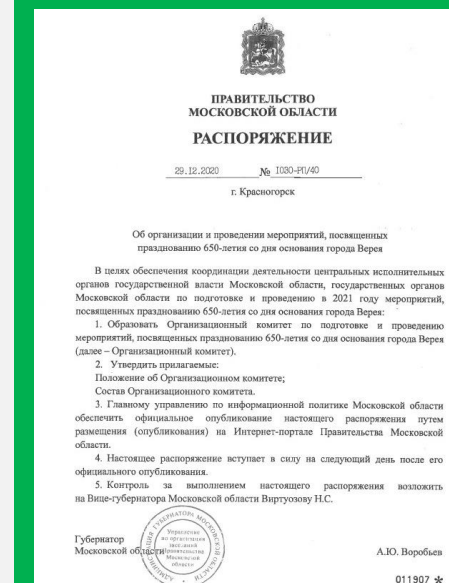 ПРАВИТЕЛЬСТВО
МОСКОВСКОЙ ОБЛАСТИ
РАСПОРЯЖЕНИЕ
29.12.2020 № 1030-РП/40
г. Красногорск
Об организации и проведении мероприятий, посвященных
празднованию 650-летия со дня основания города Верея
В целях обеспечения координации деятельности центральных исполнительных
органов государственной власти Московской области, государственных органов
Московской области по подготовке и проведению в 2021 году мероприятий,
посвященных празднованию 650-летия со дня основания города Верея:
1. Образовать Организационный комитет по подготовке и проведению
мероприятий, посвященных празднованию 650-летия со дня основания города Верея
(далее – Организационный комитет).
2. Утвердить прилагаемые:
Положение об Организационном комитете;
Состав Организационного комитета.
3. Главному управлению по информационной политике Московской области
обеспечить официальное опубликование настоящего распоряжения путем
размещения (опубликования) на Интернет-портале Правительства Московской
области.
4. Настоящее распоряжение вступает в силу на следующий день после его
официального опубликования.
5. Контроль за выполнением настоящего распоряжения возложить
на Вице-губернатора Московской области Виртуозову Н.С.
Губернатор
Московской области А.Ю. Воробьев
011907 *